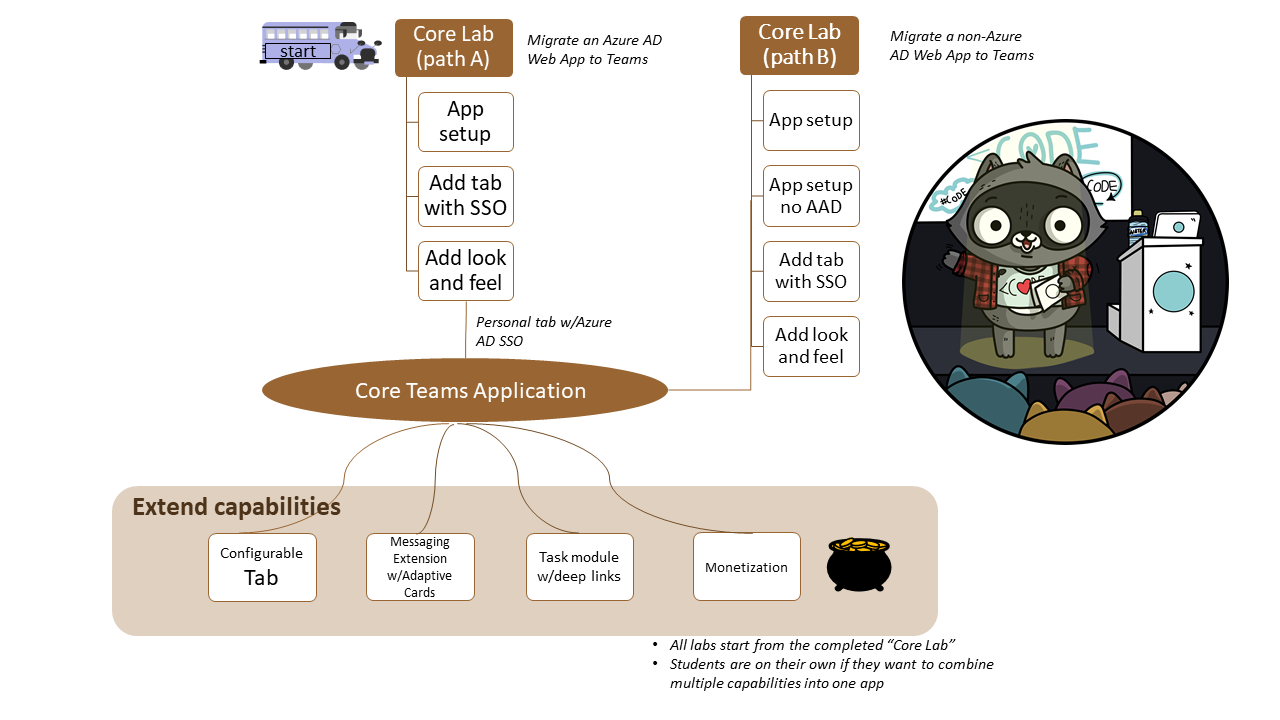 start
Core Lab
(path A)
Migrate an Azure AD
Web App to Teams
App
setup
Add tab
with SSO
Add look
and feel
Personal tab w/Azure
AD SSO
Core Lab
(path B)
Migrate a non-Azure
AD Web App to Teams
App setup
App setup
no AAD
Add tab
with SSO
Add look
and feel
<CODE
#CODE
CODE
Core Teams Application
Extend capabilities
Configurable
Tab
Messaging
Extension
w/Adaptive
Cards
Task module
w/deep links
Monetization
• All labs start from the completed “Core Lab”
• Students are on their own if they want to combine
multiple capabilities into one app